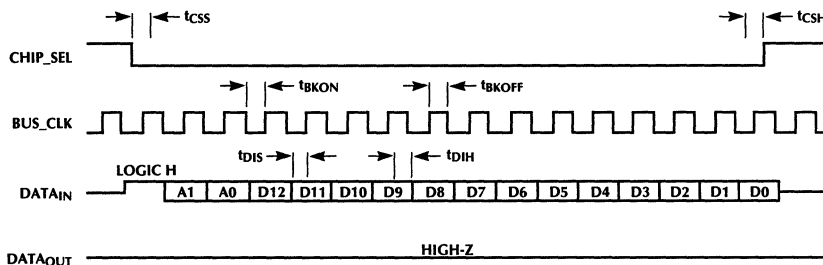 tCSS
tCSH
CHIP_SEL
tBKON
tBKOFF
BUS_CLK
tDIS
tDIH
LOGIC H
DATAIN
A1 A0 D12 D11 D10 D9 D8 D7 D6 D5 D4 D3 D2 D1 D0
HIGH-Z
DATAOUT